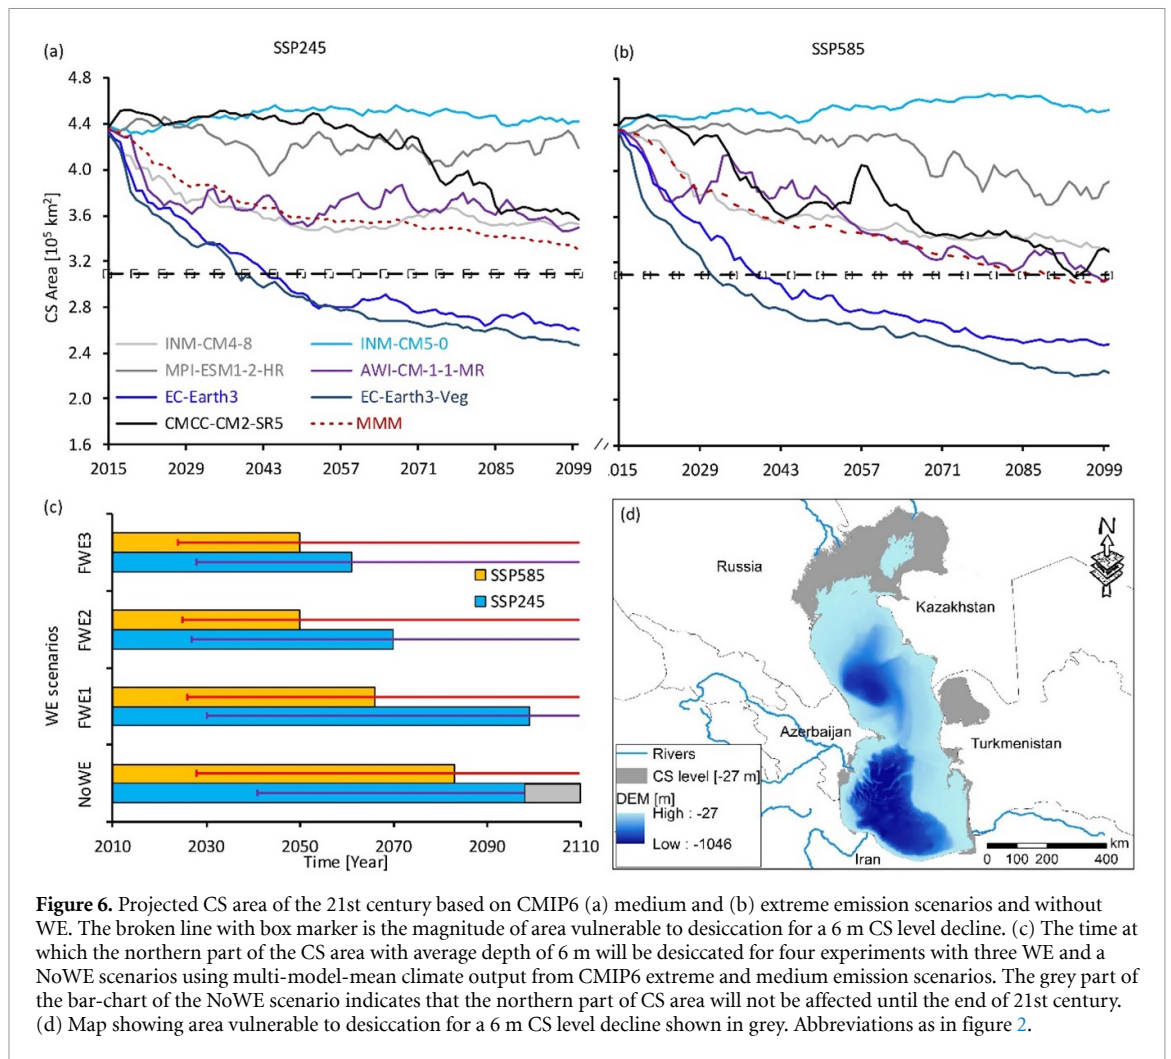 (a)
SSP245
(b)
SSP585
4.8
4.4
4.0
3.6
3.2
2.8
2.4
2.0
1.6
CS Area [10⁵ km²]
INM-CM4-8
INM-CM5-0
MPI-ESM1-2-HR
AWI-CM-1-1-MR
EC-Earth3
EC-Earth3-Veg
CMCC-CM2-SR5
MMM
2015 2029 2043 2057 2071 2085 2099
//
2015 2029 2043 2057 2071 2085 2099
(c)
WE scenarios
FWE3
FWE2
FWE1
NoWE
SSP585
SSP245
2010 2030 2050 2070 2090 2110
Time [Year]
(d)
N
Russia
Kazakhstan
Azerbaijan
Turkmenistan
Iran
Rivers
CS level [-27 m]
DEM [m]
High : -27
Low : -1046
km
0 100 200 400
Figure 6. Projected CS area of the 21st century based on CMIP6 (a) medium and (b) extreme emission scenarios and without
WE. The broken line with box marker is the magnitude of area vulnerable to desiccation for a 6 m CS level decline. (c) The time at
which the northern part of the CS area with average depth of 6 m will be desiccated for four experiments with three WE and a
NoWE scenarios using multi-model-mean climate output from CMIP6 extreme and medium emission scenarios. The grey part of
the bar-chart of the NoWE scenario indicates that the northern part of CS area will not be affected until the end of 21st century.
(d) Map showing area vulnerable to desiccation for a 6 m CS level decline shown in grey. Abbreviations as in figure 2.